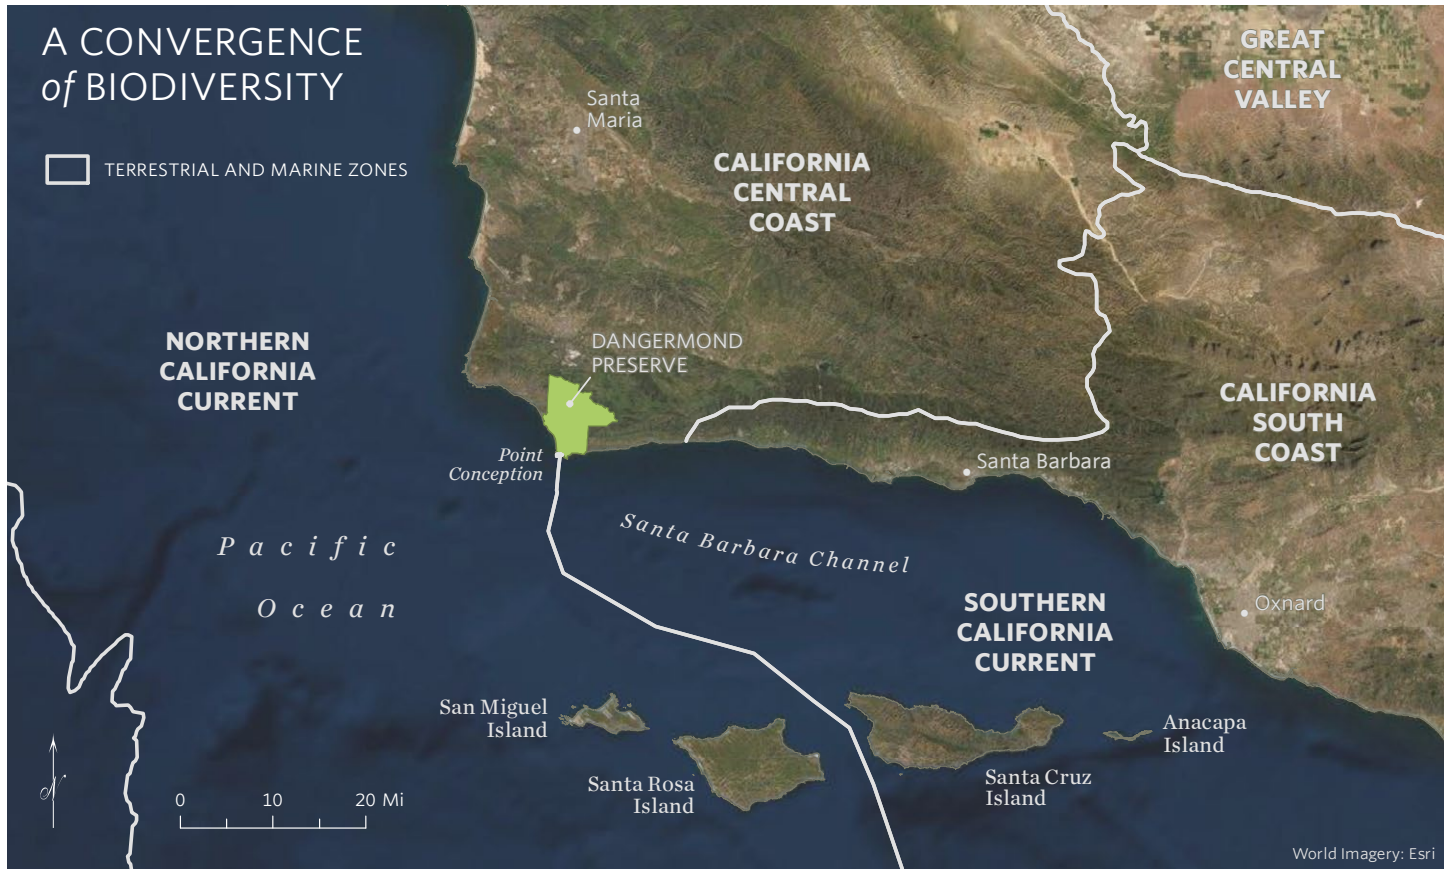 A CONVERGENCE
of BIODIVERSITY
TERRESTRIAL AND MARINE ZONES
GREAT
CENTRAL
VALLEY
Santa
Maria
CALIFORNIA
CENTRAL
COAST
NORTHERN
CALIFORNIA
CURRENT
DANGERMOND
PRESERVE
CALIFORNIA
SOUTH
COAST
Point
Conception
Santa Barbara
Santa Barbara Channel
Pacific
Ocean
SOUTHERN
CALIFORNIA
CURRENT
Oxnard
San Miguel
Island
Santa Rosa
Island
Santa Cruz
Island
Anacapa
Island
N
0 10 20 Mi
World Imagery: Esri